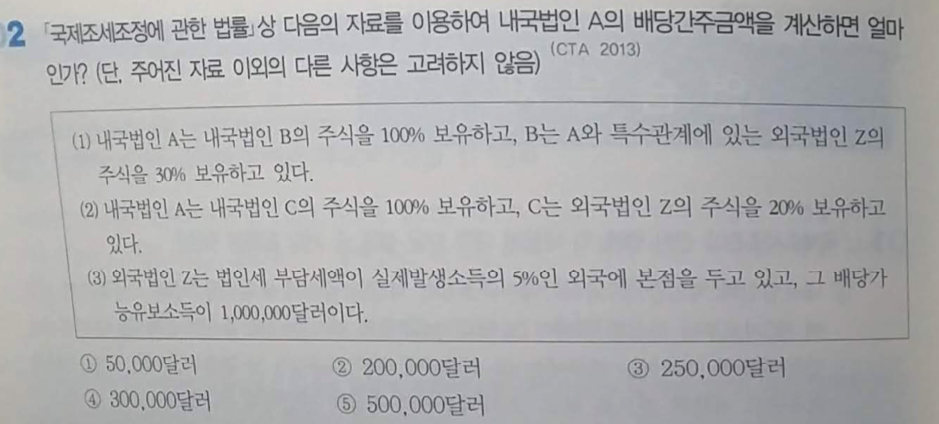 2 「국제조세조정에 관한 법률」상 다음의 자료를 이용하여 내국법인 A의 배당간주금액을 계산하면 얼마
인가? (단, 주어진 자료 이외의 다른 사항은 고려하지 않음) (CTA 2013)
(1) 내국법인 A는 내국법인 B의 주식을 100% 보유하고, B는 A와 특수관계에 있는 외국법인 Z의
주식을 30% 보유하고 있다.
(2) 내국법인 A는 내국법인 C의 주식을 100% 보유하고, C는 외국법인 Z의 주식을 20% 보유하고
있다.
(3) 외국법인 Z는 법인세 부담세액이 실제발생소득의 5%인 외국에 본점을 두고 있고, 그 배당가
능유보소득이 1,000,000달러이다.
① 50,000달러 ② 200,000달러 ③ 250,000달러
④ 300,000달러 ⑤ 500,000달러